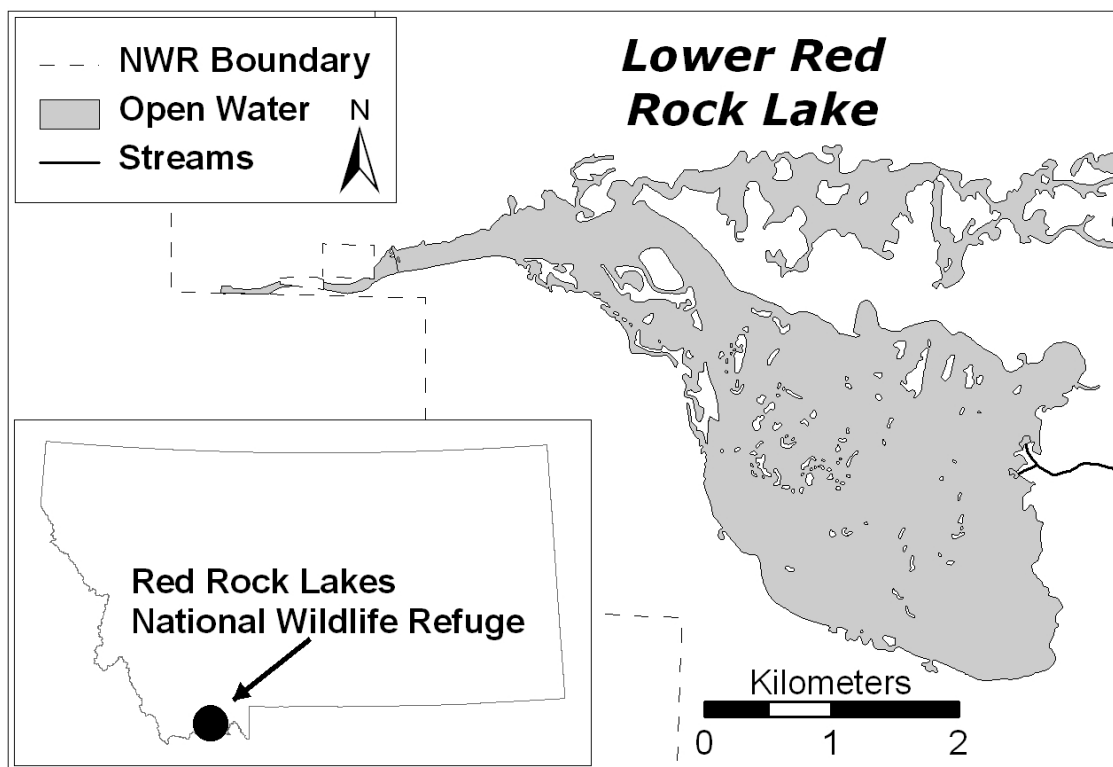 NWR Boundary
Open Water
N
Streams
Lower Red
Rock Lake
Red Rock Lakes
National Wildlife Refuge
Kilometers
0 1 2